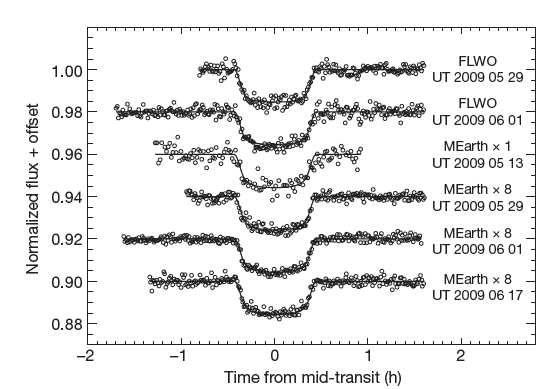 FLWO
UT 2009 05 29
FLWO
UT 2009 06 01
MEarth × 1
UT 2009 05 13
MEarth × 8
UT 2009 05 29
MEarth × 8
UT 2009 06 01
MEarth × 8
UT 2009 06 17
1.00
0.98
0.96
0.94
0.92
0.90
0.88
Normalized flux + offset
−2 −1 0 1 2
Time from mid-transit (h)